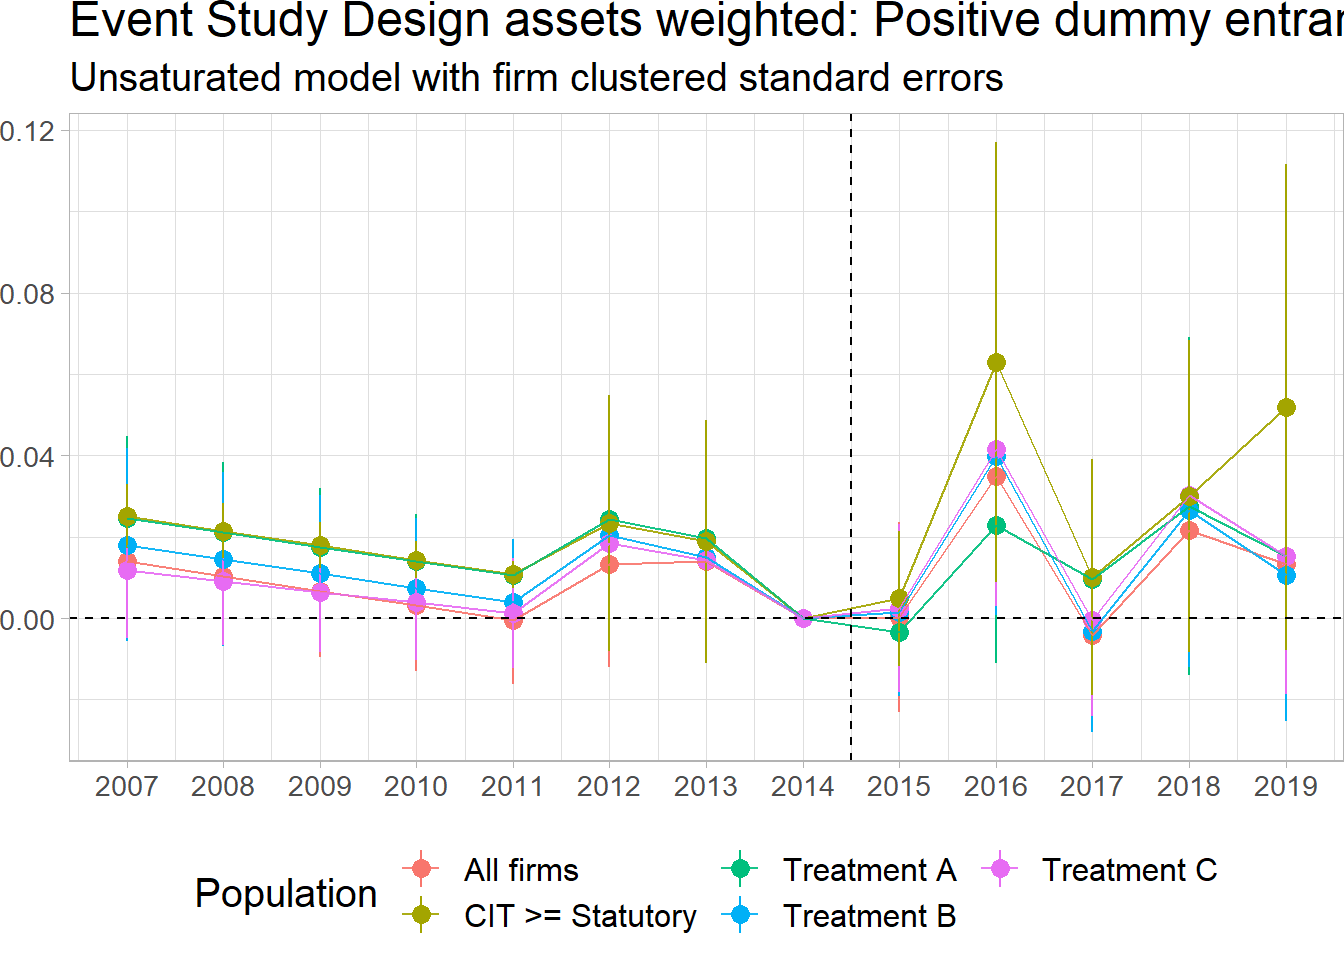 Event Study Design assets weighted: Positive dummy
Unsaturated model with firm clustered standard errors
0.12
0.08
0.04
0.00
2007 2008 2009 2010 2011 2012 2013 2014 2015 2016 2017 2018 2019
Population
All firms
CIT >= Statutory
Treatment A
Treatment B
Treatment C